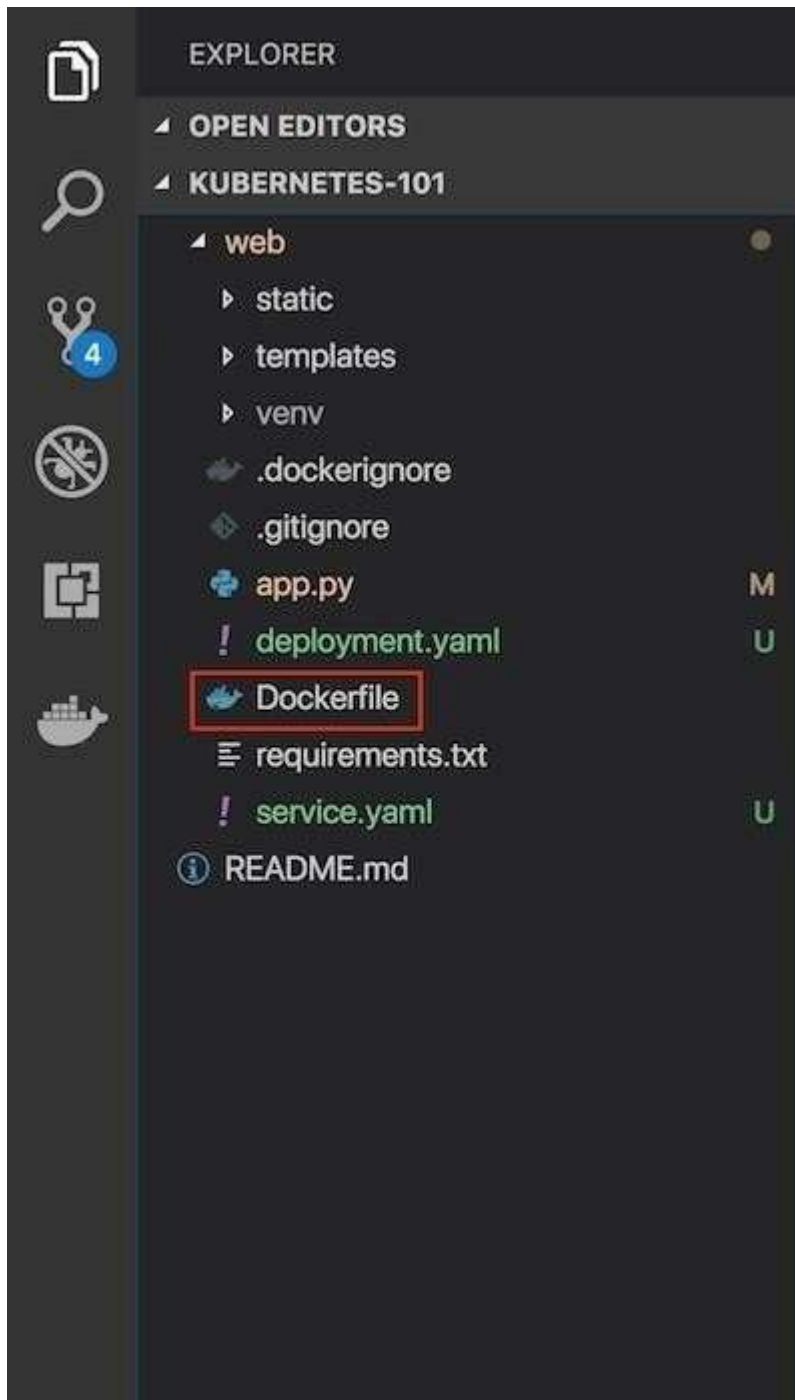 EXPLORER
OPEN EDITORS
KUBERNETES-101
web
static
templates
venv
4
.dockerignore
.gitignore
app.py M
deployment.yaml U
Dockerfile
requirements.txt
service.yaml U
README.md